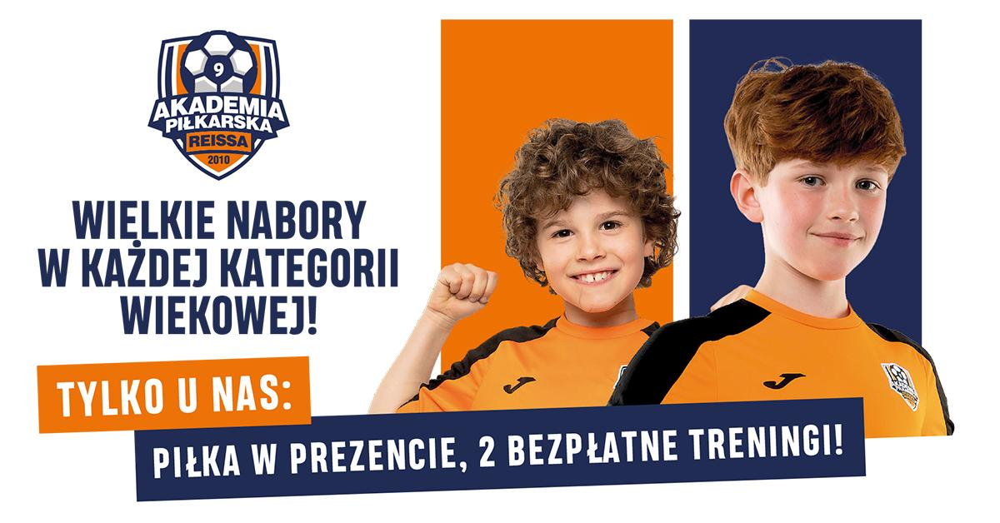 9
AKADEMIA
PIŁKARSKA
REISSA
2010
WIELKIE NABORY
W KAŻDEJ KATEGORII
WIEKOWEJ!
TYLKO U NAS:
PIŁKA W PREZENCIE, 2 BEZPŁATNE TRENINGI!